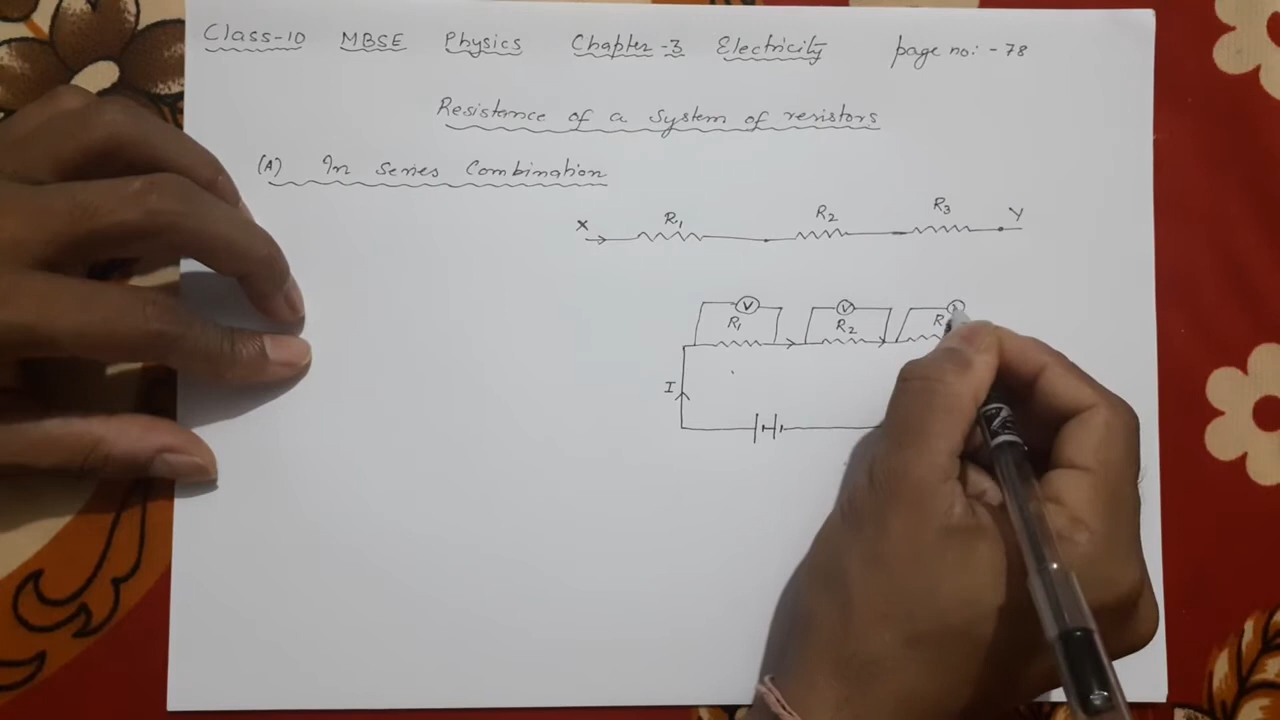 Class-10 MBSE Physics Chapter-3 Electricity page no:-78
Resistance of a system of resistors
(A) In Series Combination
X R1 R2 R3 Y
V V
R1 R2 R
I